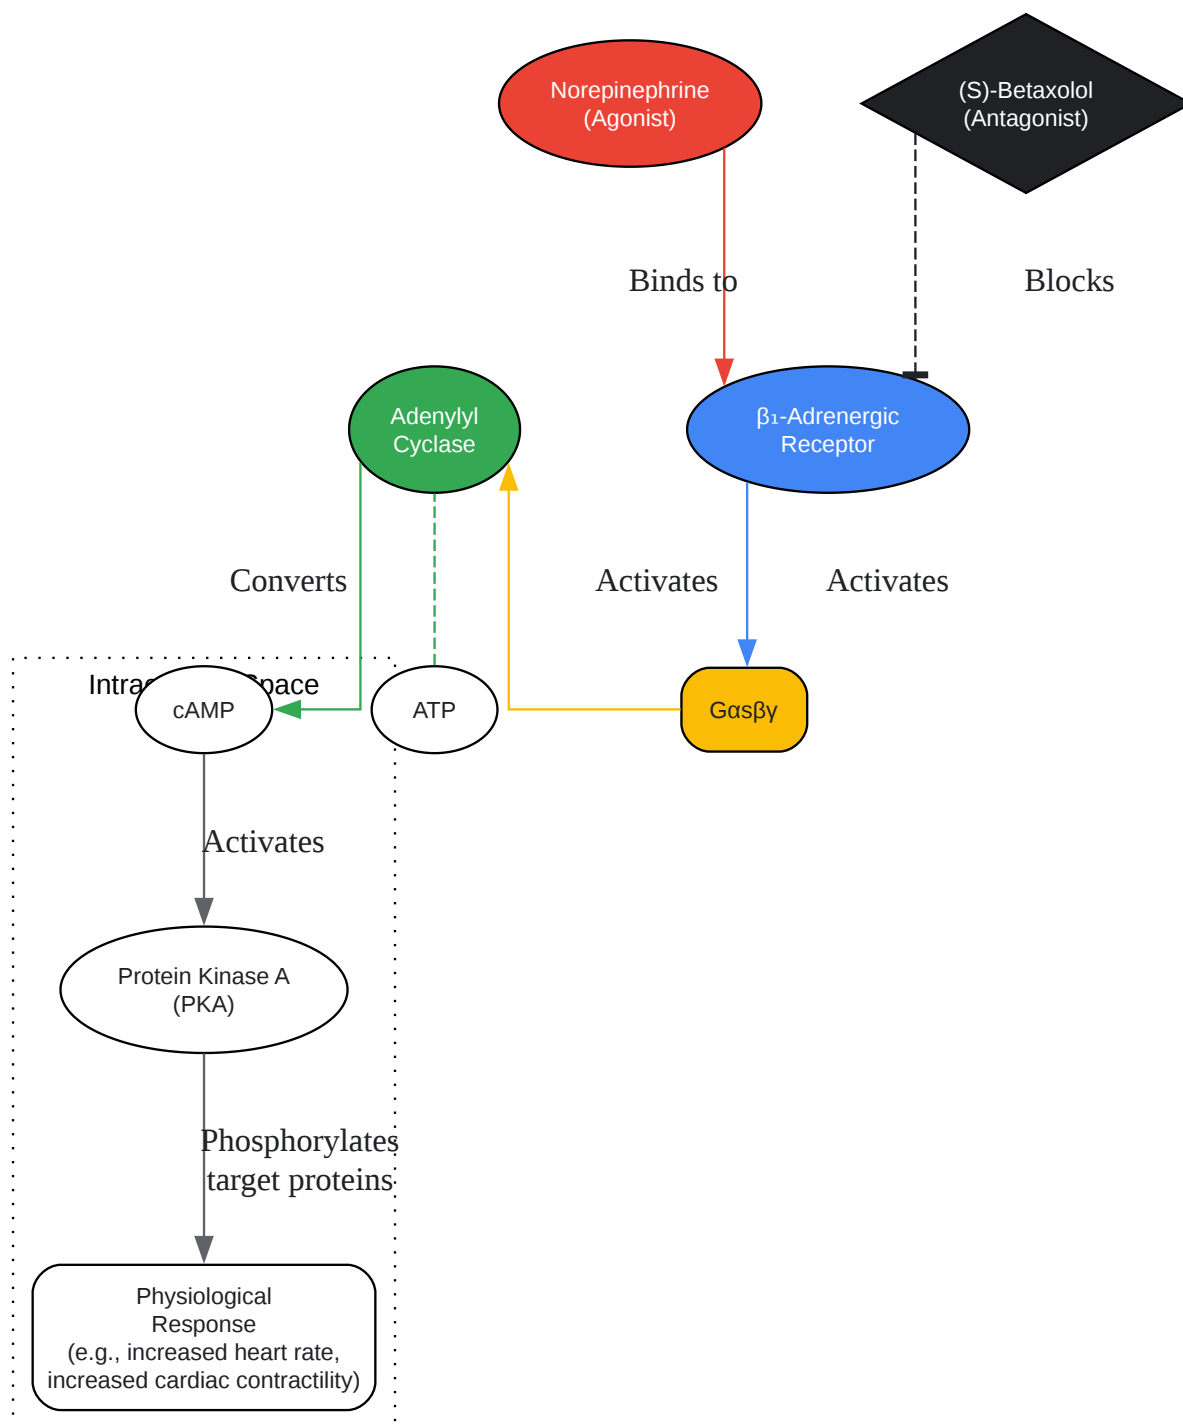 Norepinephrine
(Agonist)
(S)-Betaxolol
(Antagonist)
Binds to
Blocks
Adenylyl
Cyclase
β₁-Adrenergic
Receptor
Converts
Activates
Activates
cAMP
ATP
Gαsβγ
Activates
Protein Kinase A
(PKA)
Phosphorylates
target proteins
Physiological
Response
(e.g., increased heart rate,
increased cardiac contractility)